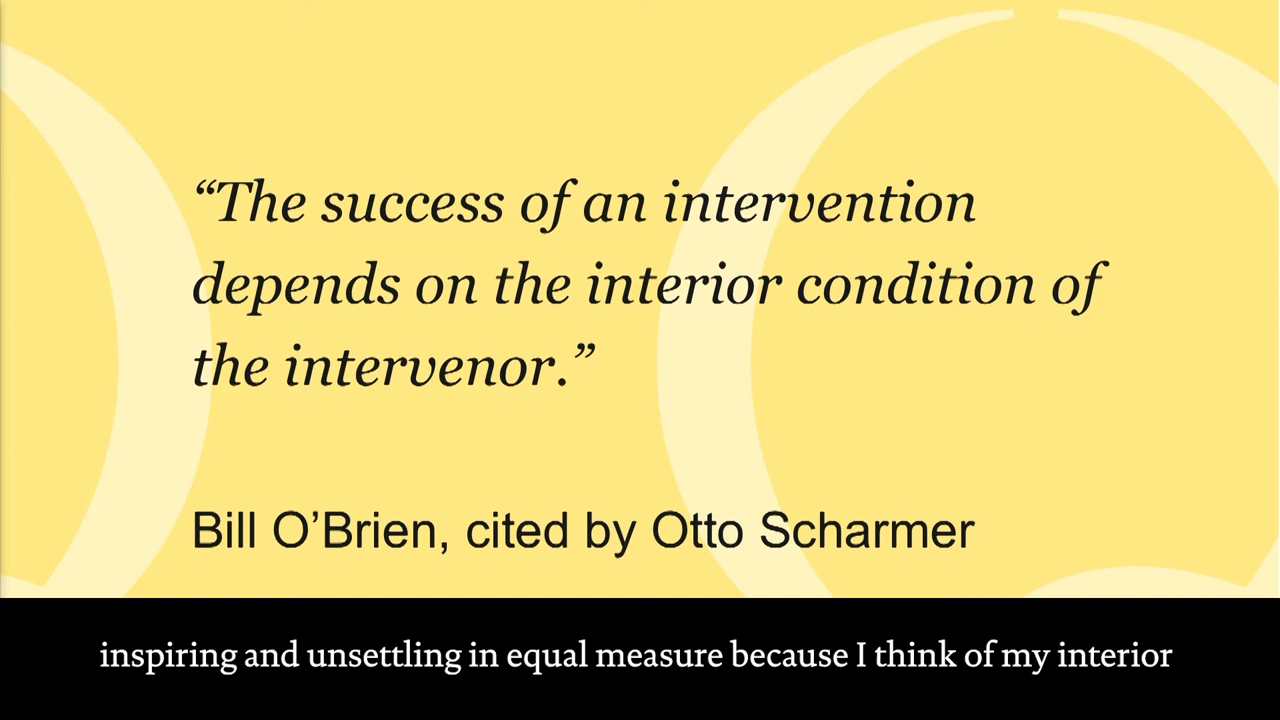 “The success of an intervention
depends on the interior condition of
the intervenor.”
Bill O’Brien, cited by Otto Scharmer
inspiring and unsettling in equal measure because I think of my interior